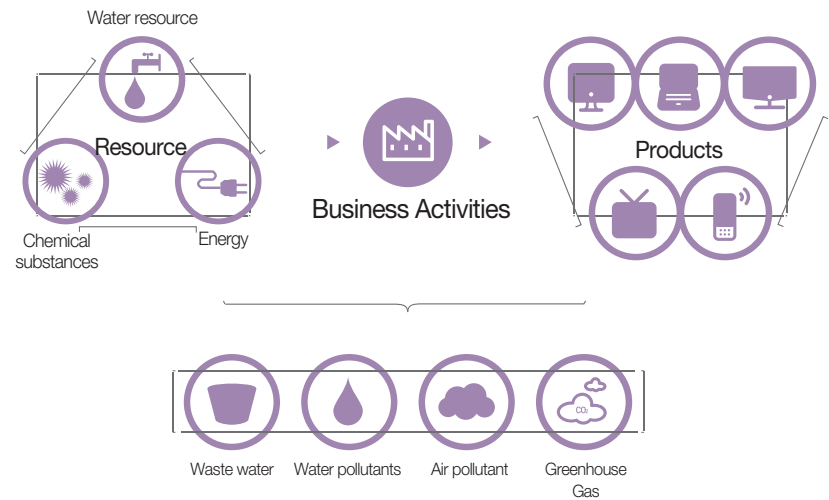 Water resource
Resource
Chemical
substances
Energy
Business Activities
Products
CO₂
Waste water
Water pollutants
Air pollutant
Greenhouse
Gas